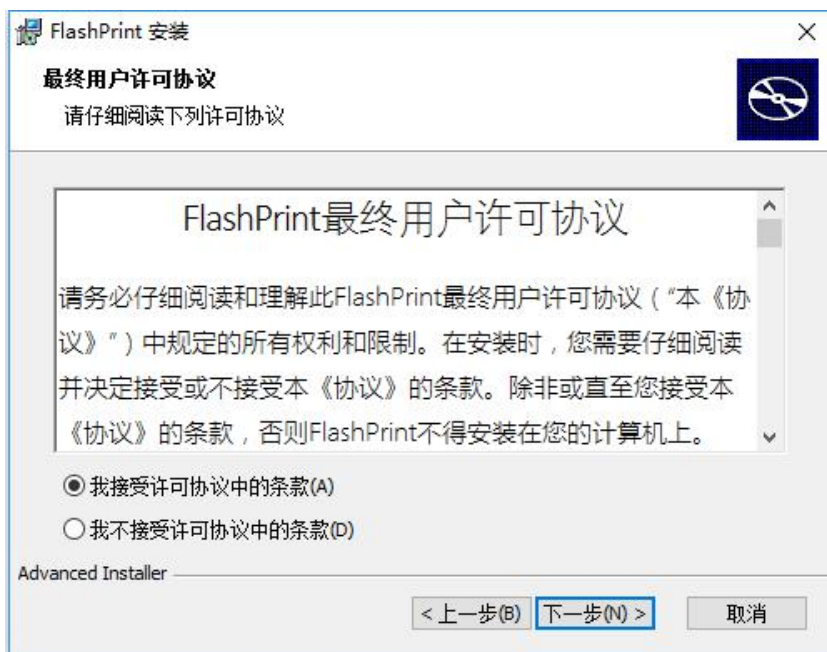 FlashPrint 安装
最终用户许可协议
请仔细阅读下列许可协议
FlashPrint最终用户许可协议
请务必仔细阅读和理解此FlashPrint最终用户许可协议（“本《协
议》”）中规定的所有权利和限制。在安装时，您需要仔细阅读
并决定接受或不接受本《协议》的条款。除非或直至您接受本
《协议》的条款，否则FlashPrint不得安装在您的计算机上。
我接受许可协议中的条款(A)
我不接受许可协议中的条款(D)
Advanced Installer
< 上一步(B) 下一步(N) > 取消